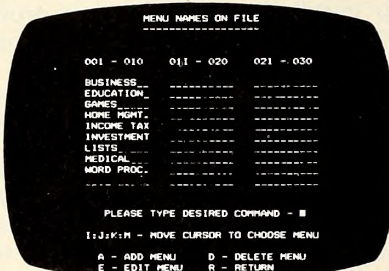 MENU NAMES ON FILE
001 - 010 011 - 020 021 - 030
BUSINESS
EDUCATION
GAMES
HOME MGMT.
INCOME TAX
INVESTMENT
LISTS
MEDICAL
WORD PROC.
PLEASE TYPE DESIRED COMMAND -
I:J:K:M - MOVE CURSOR TO CHOOSE MENU
A - ADD MENU D - DELETE MENU
E - EDIT MENU R - RETURN